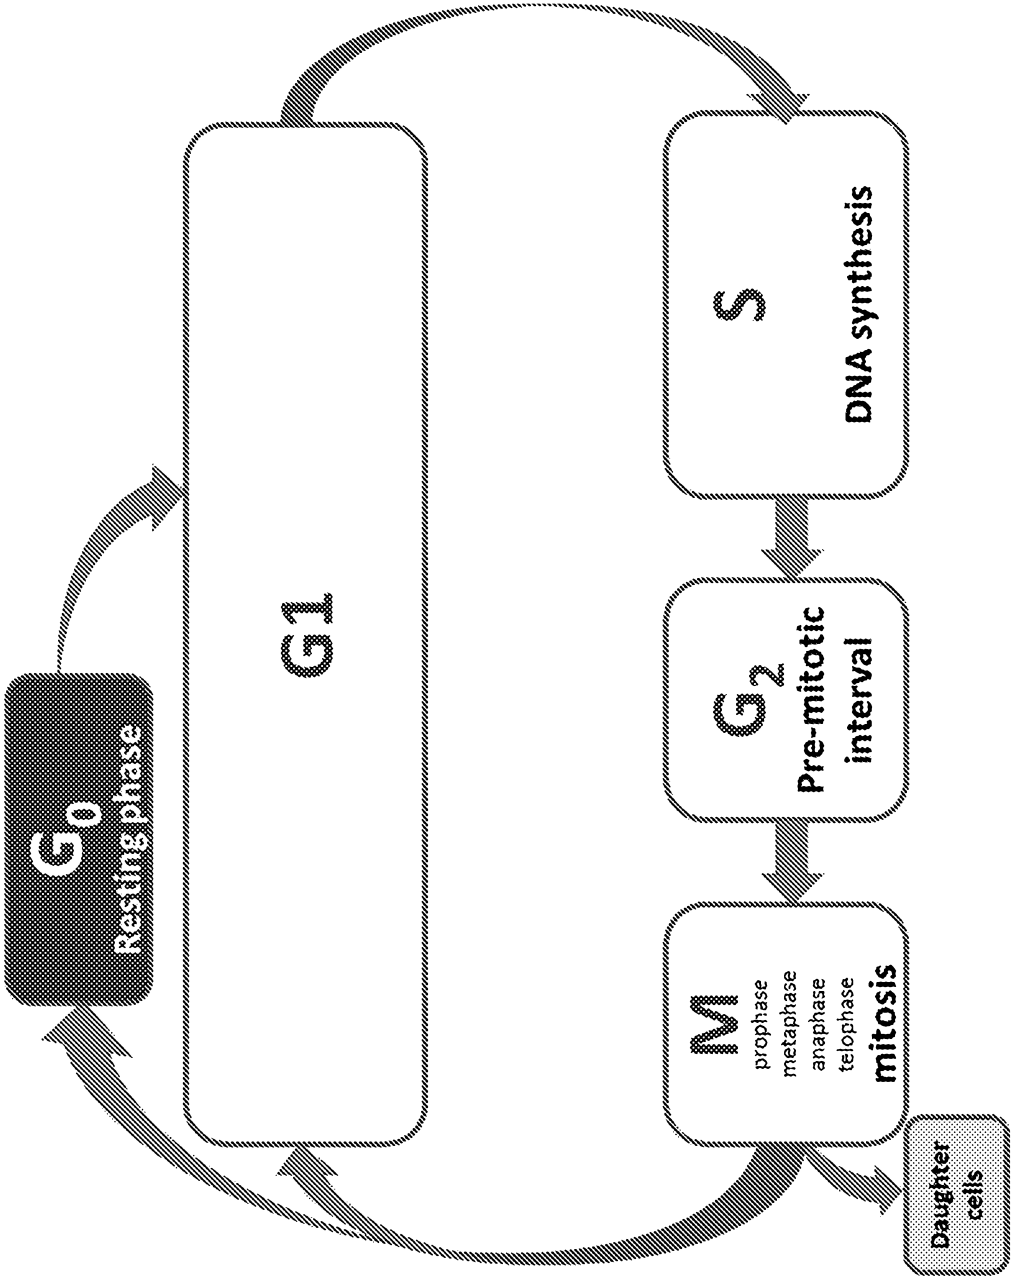 G0
Resting phase
G1
S
DNA synthesis
G2
Pre-mitotic
interval
M
prophase
metaphase
anaphase
telophase
mitosis
Daughter
cells